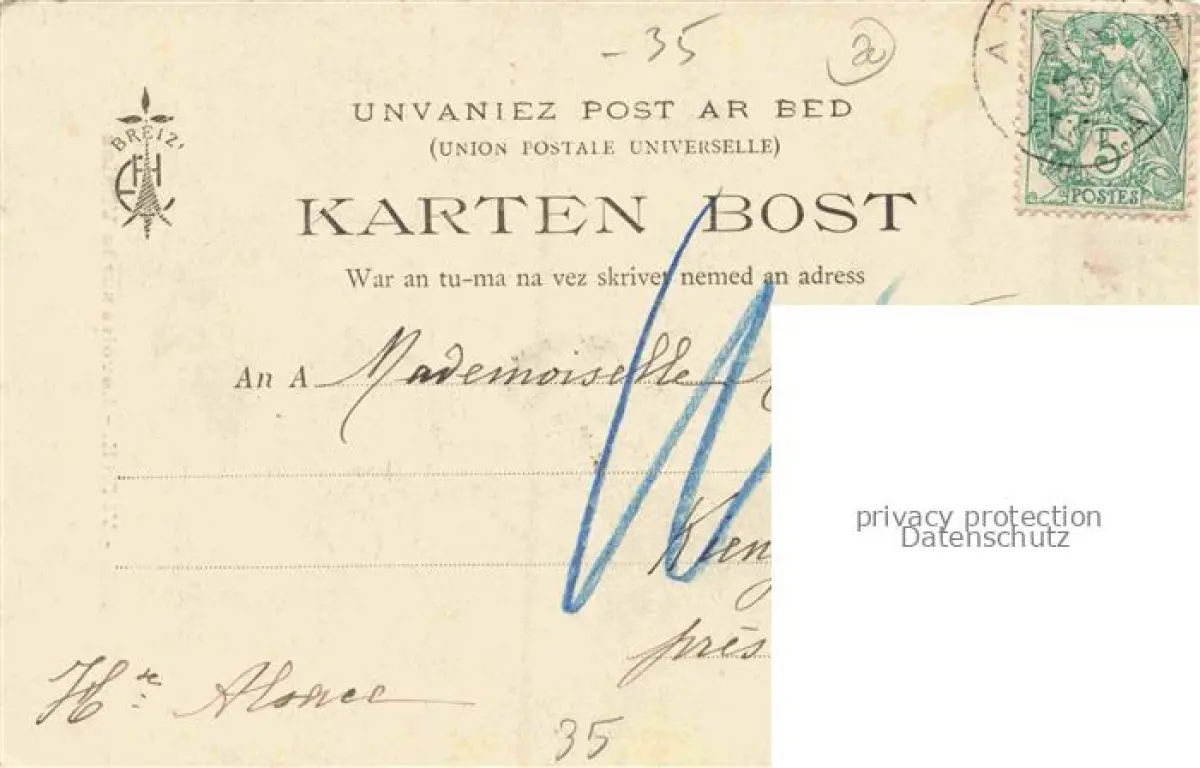 - 35
UNVANIEZ POST AR BED
(UNION POSTALE UNIVERSELLE)
BREIZ'
KARTEN BOST
War an tu-ma na vez skrivet nemed an adress
5c
POSTES
An A Mademoiselle
privacy protection
Datenschutz
près
Hte Alsace
35